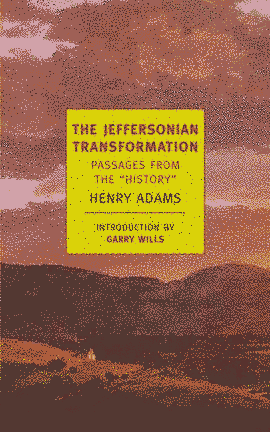 THE JEFFERSONIAN
TRANSFORMATION
PASSAGES FROM
THE "HISTORY"
HENRY ADAMS
INTRODUCTION BY
GARRY WILLS